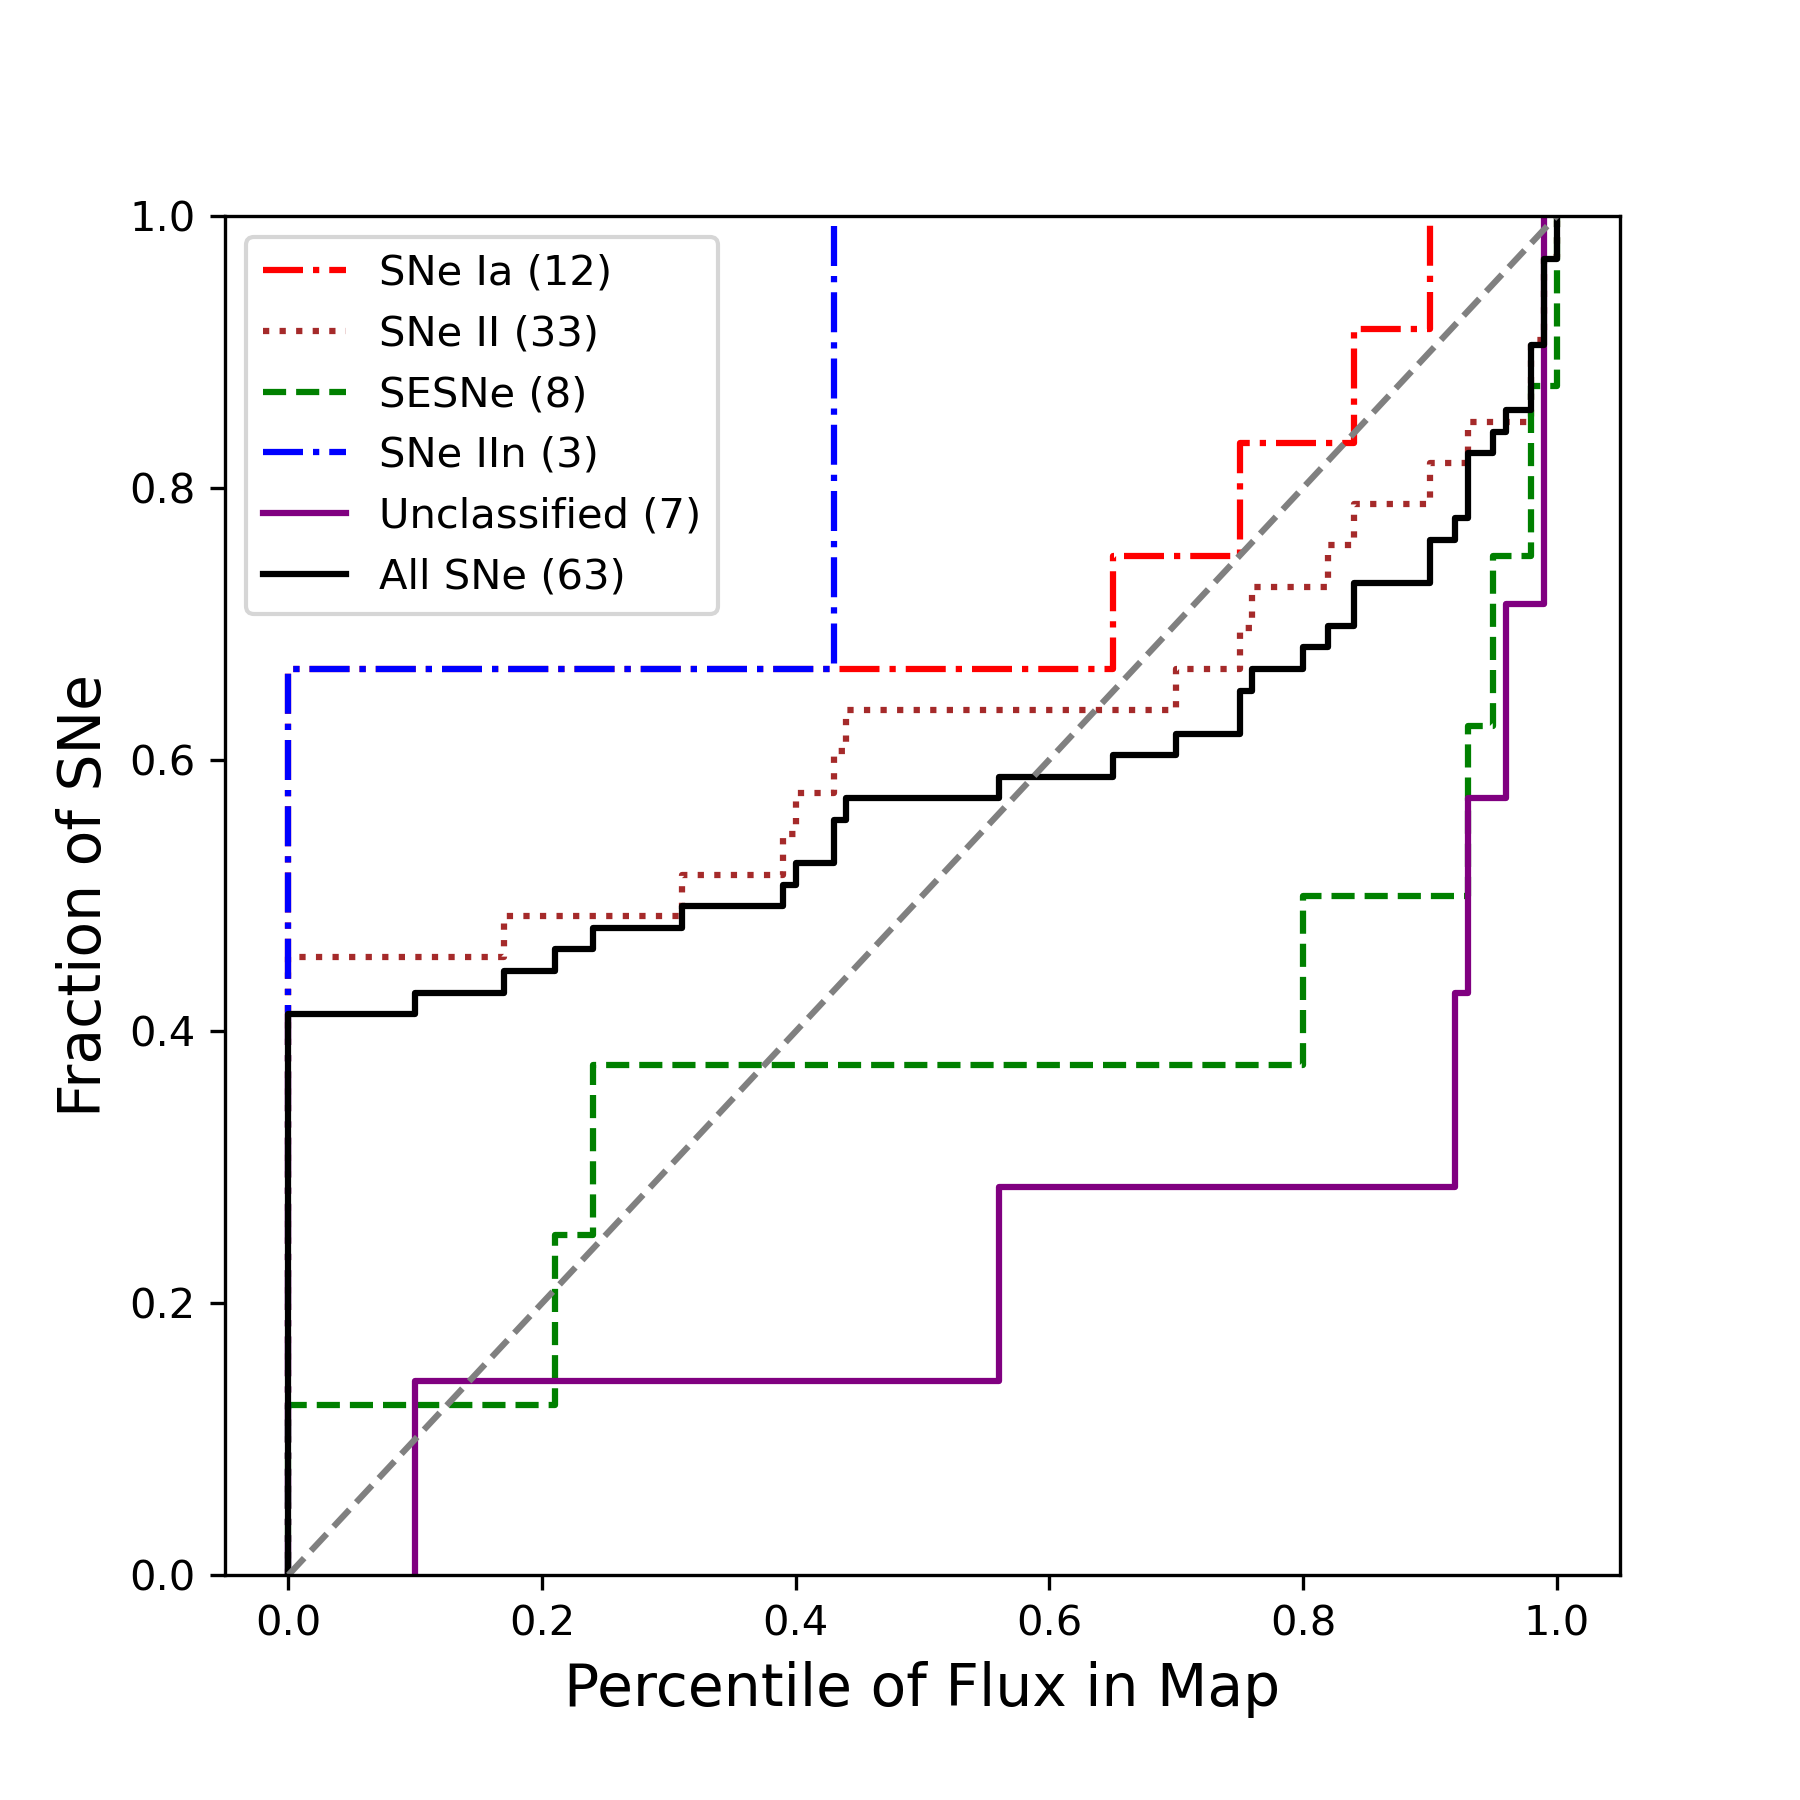 1.0
0.8
0.6
0.4
0.2
0.0
Fraction of SNe
SNe Ia (12)
SNe II (33)
SESNe (8)
SNe IIn (3)
Unclassified (7)
All SNe (63)
0.0 0.2 0.4 0.6 0.8 1.0
Percentile of Flux in Map